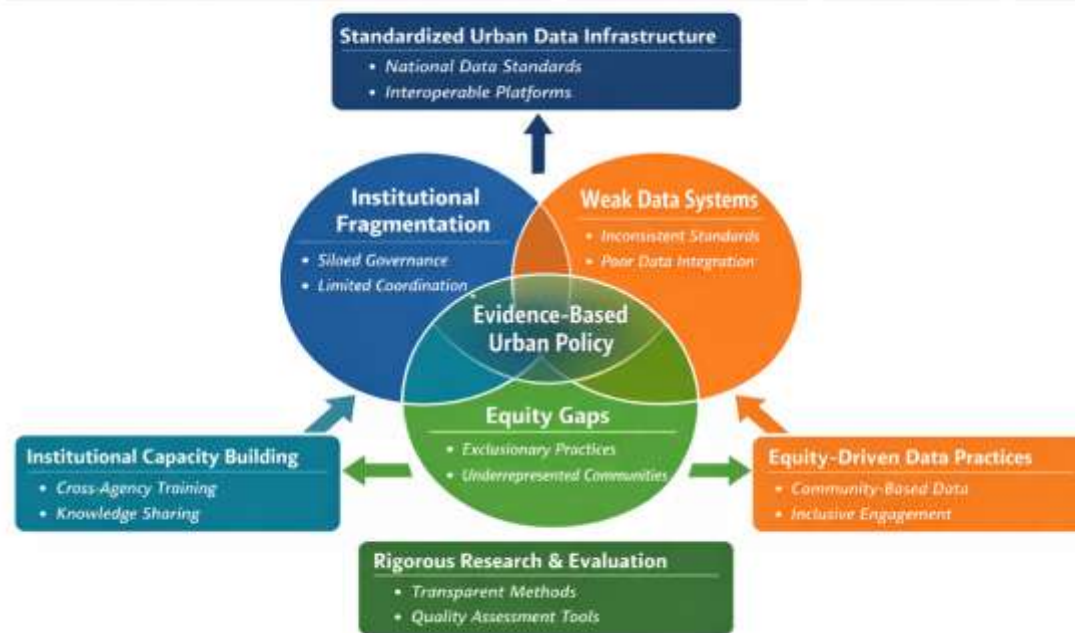 Standardized Urban Data Infrastructure
• National Data Standards
• Interoperable Platforms
Institutional
Fragmentation
• Siloed Governance
• Limited Coordination
Weak Data Systems
• Inconsistent Standards
• Poor Data Integration
Evidence-Based
Urban Policy
Equity Gaps
• Exclusionary Practices
• Underrepresented Communities
Institutional Capacity Building
• Cross-Agency Training
• Knowledge Sharing
Equity-Driven Data Practices
• Community-Based Data
• Inclusive Engagement
Rigorous Research & Evaluation
• Transparent Methods
• Quality Assessment Tools